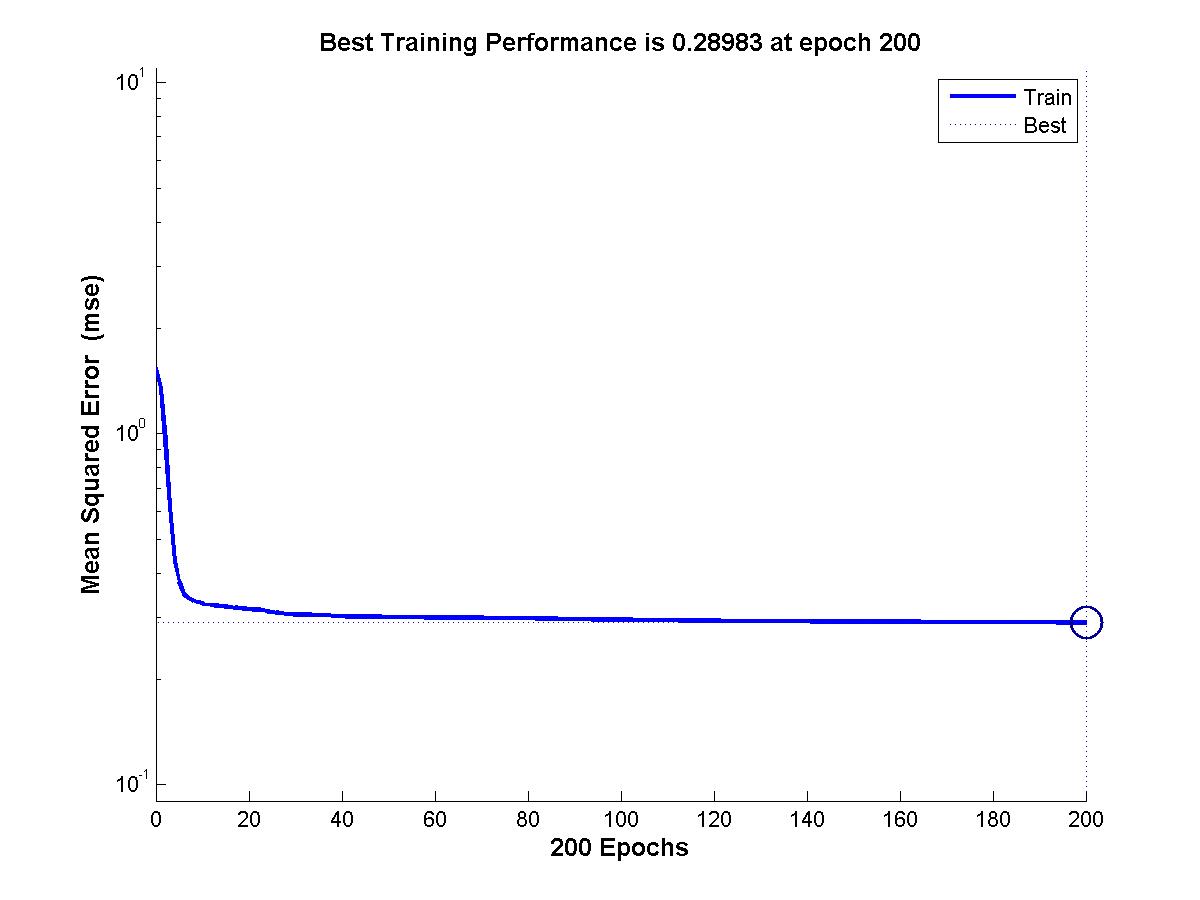 Best Training Performance is 0.28983 at epoch 200
10^1
Train
Best
Mean Squared Error (mse)
10^0
10^-1
0 20 40 60 80 100 120 140 160 180 200
200 Epochs